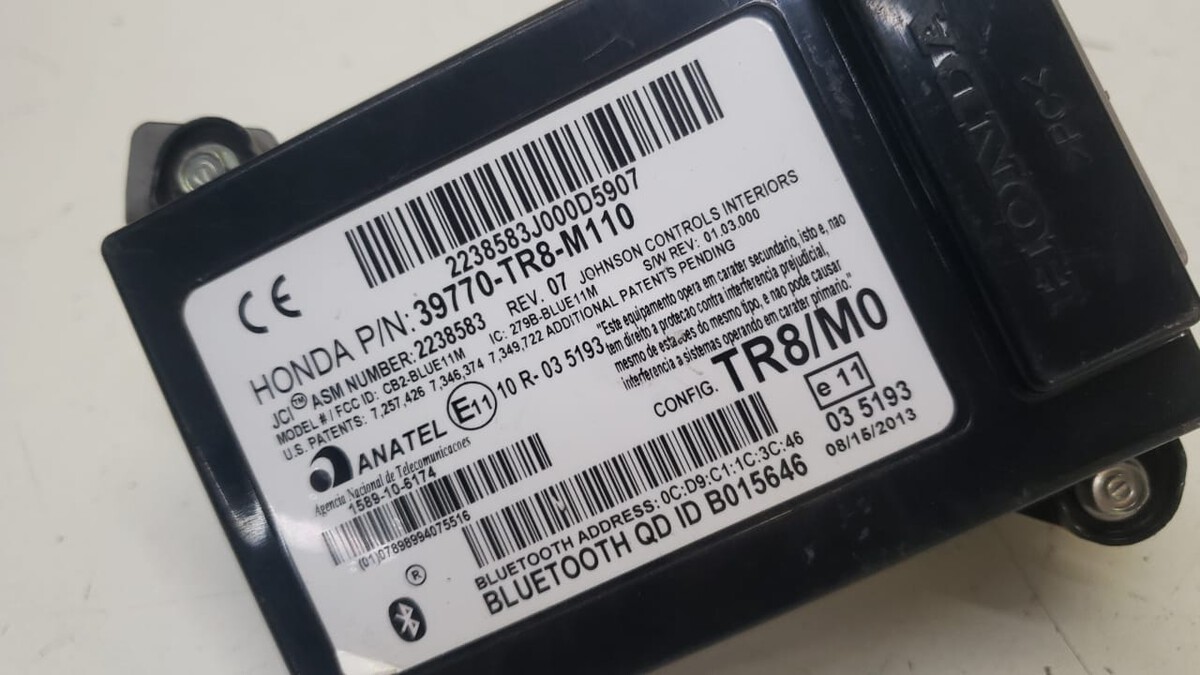 2238583J000D5907
HONDA P/N: 39770-TR8-M110
JCI™ ASM NUMBER: 2238583 REV. 07 JOHNSON CONTROLS INTERIORS
MODEL # / FCC ID: CB2-BLUE11M IC: 279B-BLUE11M S/W REV: 01.03.000
U.S. PATENTS: 7,257,426 7,346,374 7,349,722 ADDITIONAL PATENTS PENDING
ANATEL
Agencia Nacional de Telecomunicacoes
1589-10-6174
(01)07898994075516
E11 10 R- 03 5193
"Este equipamento opera em carater secundario, isto e, nao
tem direito a protecao contra interferencia prejudicial,
mesmo de estacoes do mesmo tipo, e nao pode causar
interferencia a sistemas operando em carater primario."
CONFIG. TR8/M0
e 11
03 5193
08/15/2013
BLUETOOTH ADDRESS: 0C:D9:C1:1C:3C:46
BLUETOOTH QD ID B015646
®
CE
>PC<